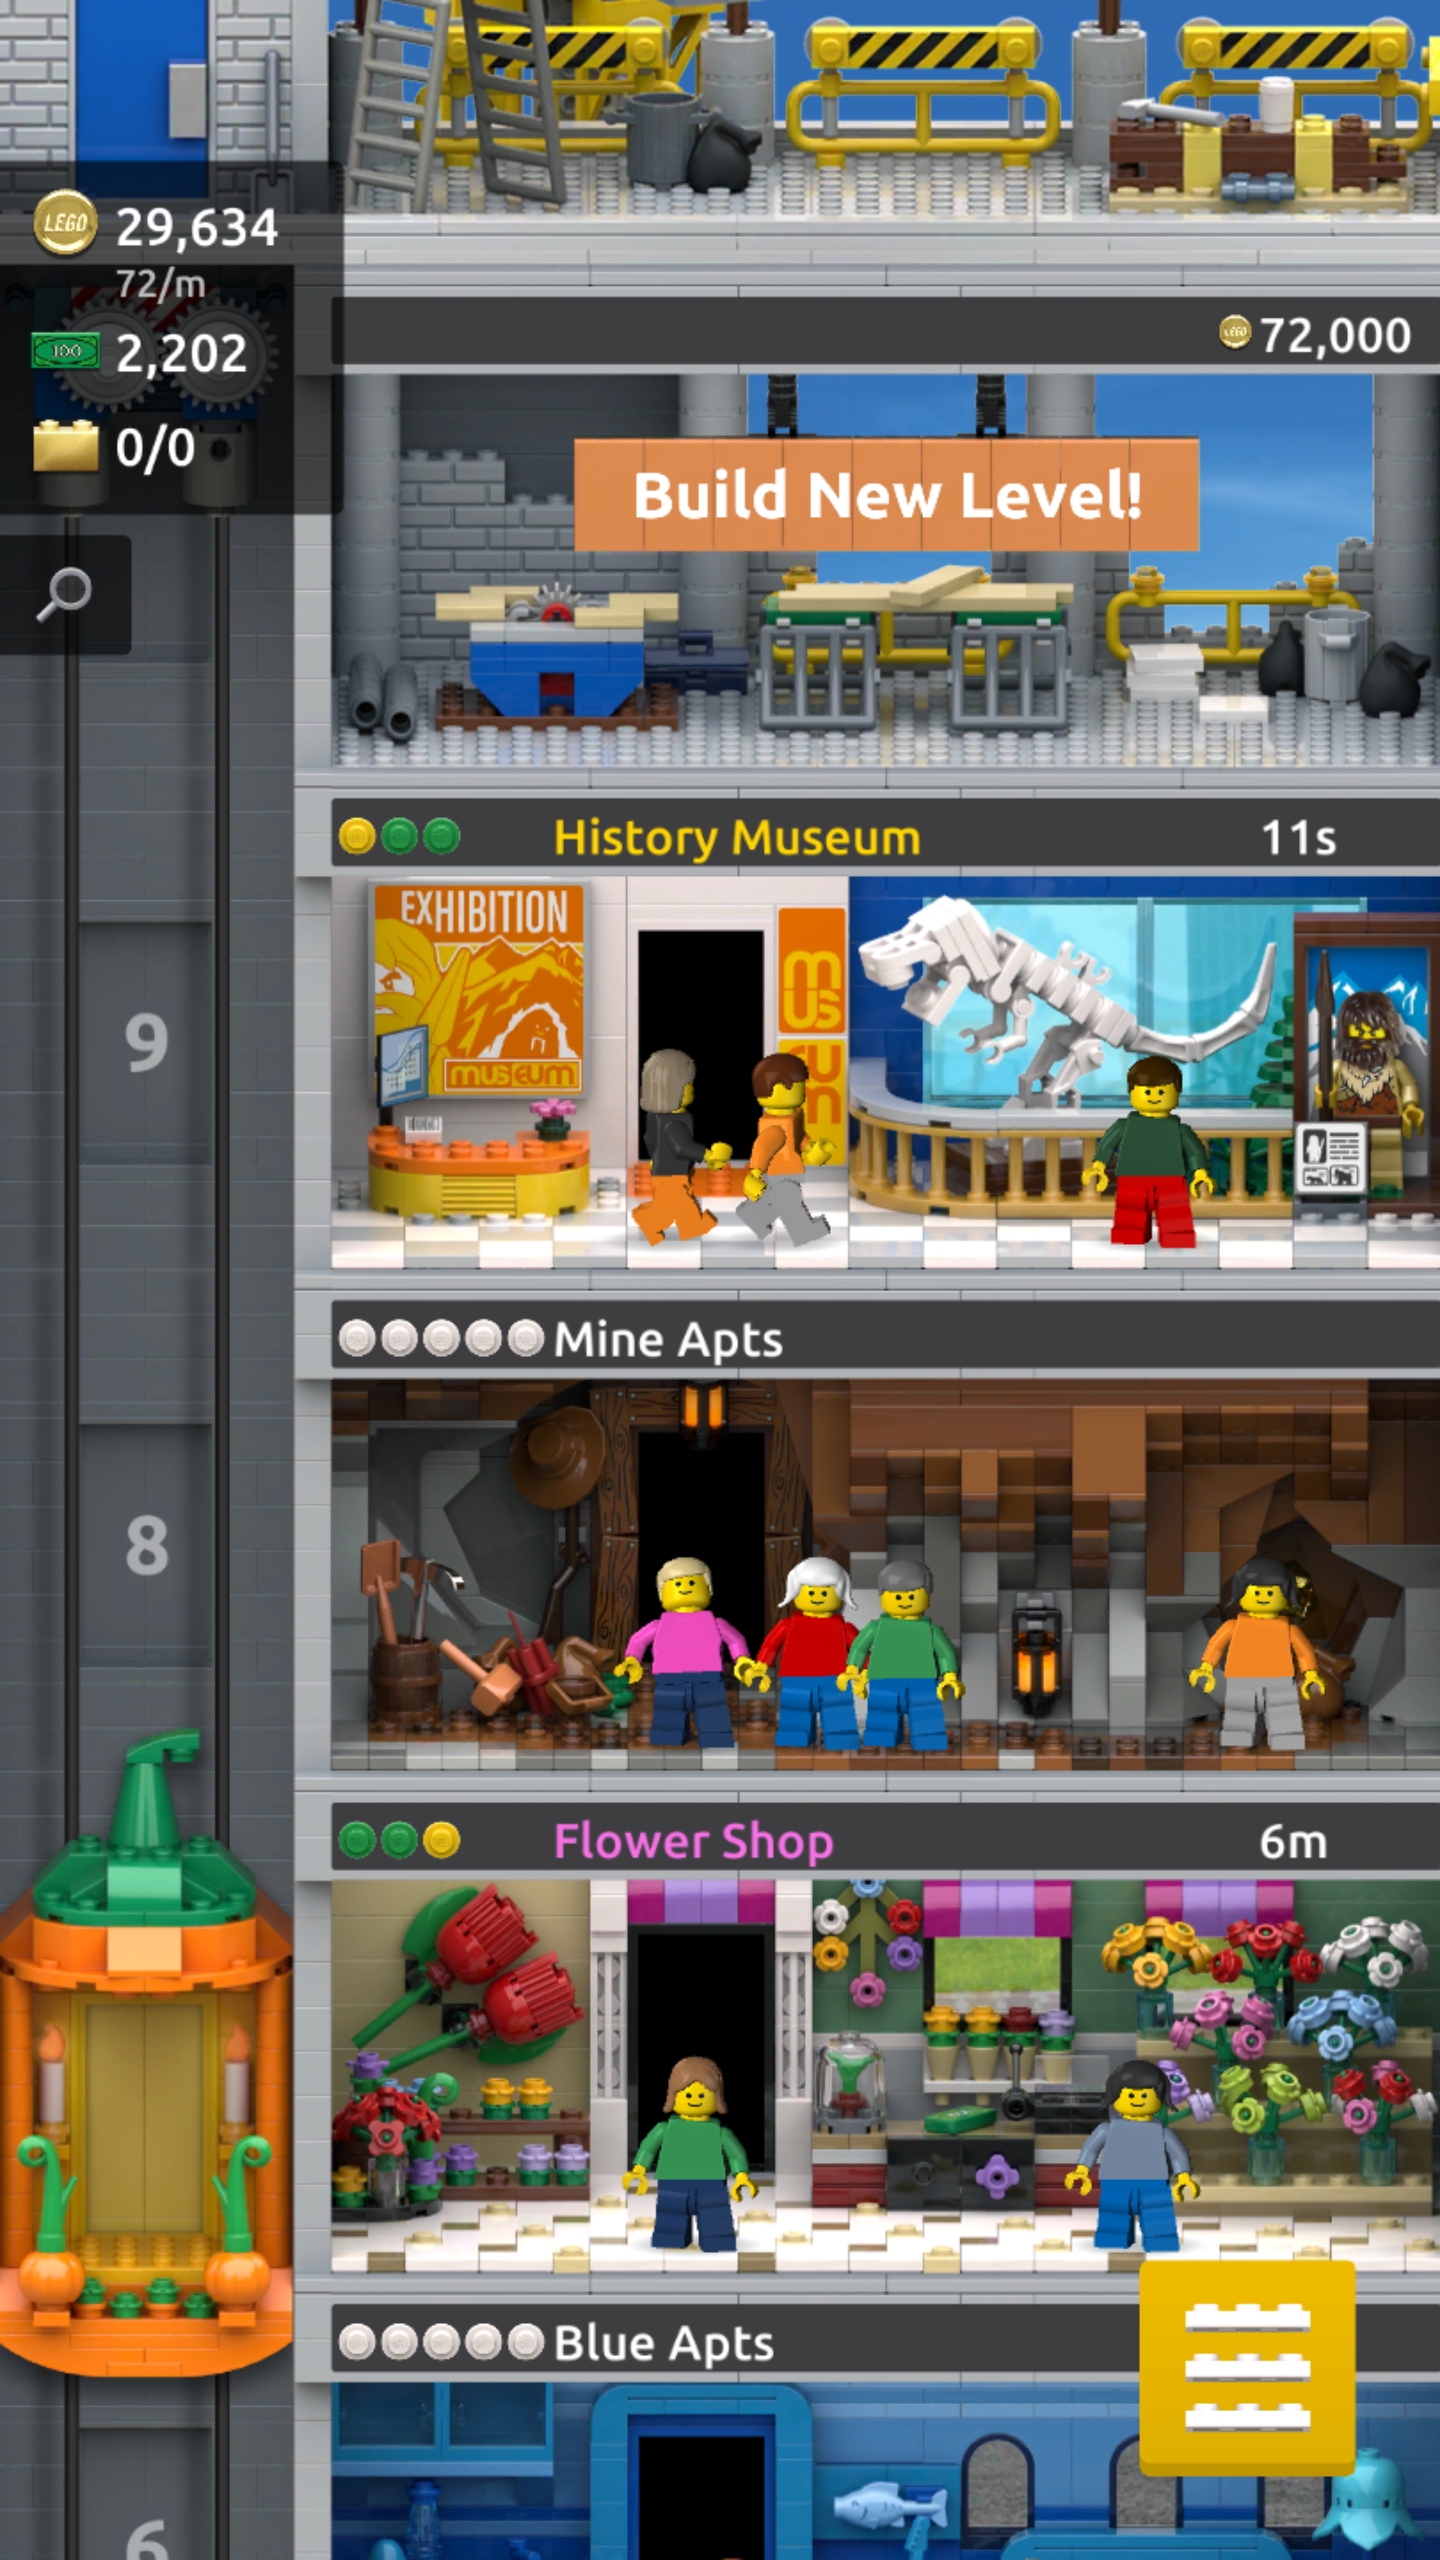 LEGO 29,634
72/m
100 2,202
0/0
72,000
Build New Level!
History Museum 11s
EXHIBITION
MUSEUM
mus
eum
9
Mine Apts
8
Flower Shop 6m
Blue Apts
6